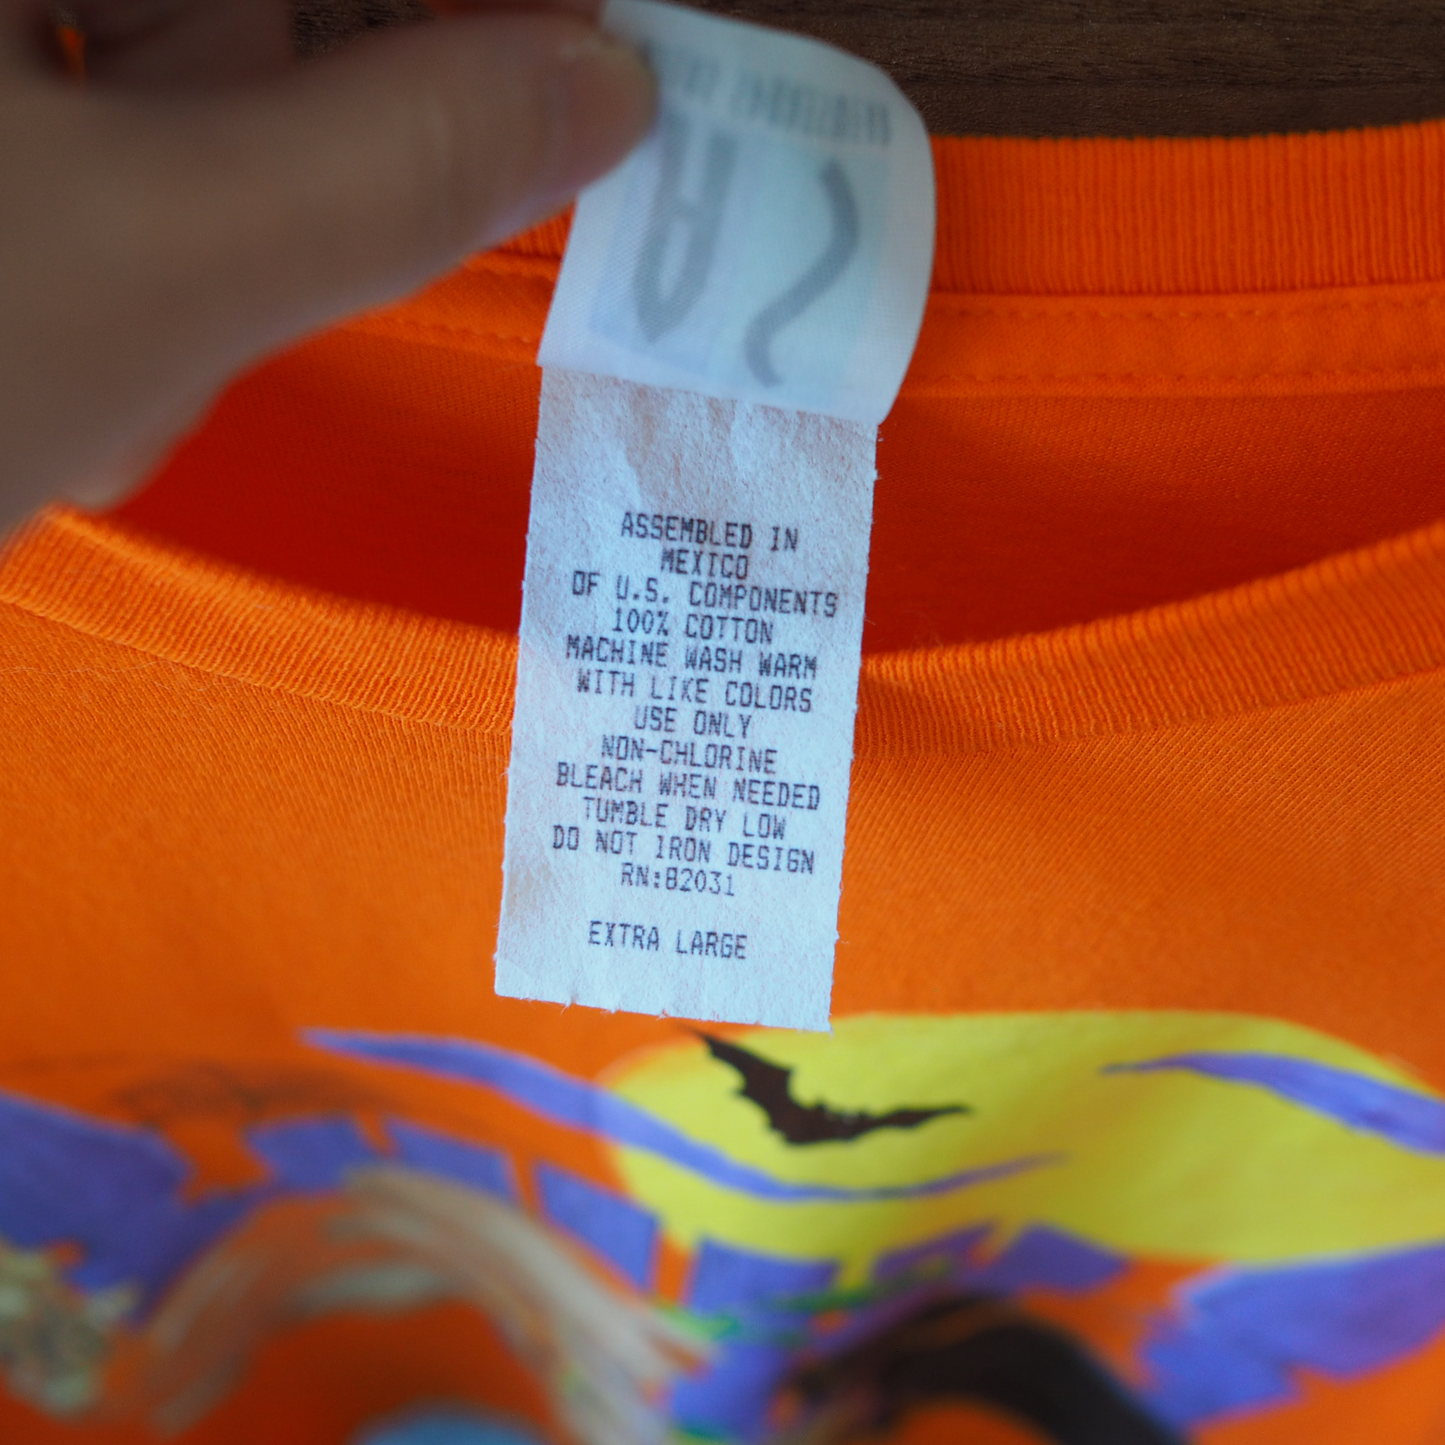 ASSEMBLED IN
MEXICO
OF U.S. COMPONENTS
100% COTTON
MACHINE WASH WARM
WITH LIKE COLORS
USE ONLY
NON-CHLORINE
BLEACH WHEN NEEDED
TUMBLE DRY LOW
DO NOT IRON DESIGN
RN:82031
EXTRA LARGE